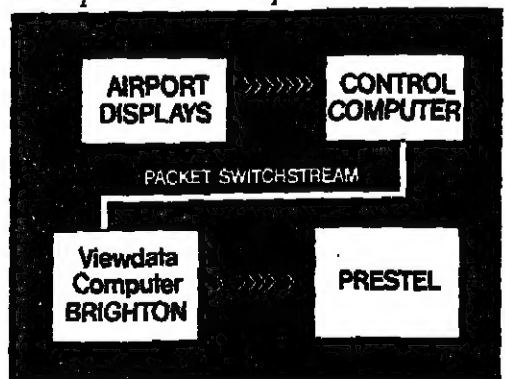 AIRPORT
DISPLAYS
CONTROL
COMPUTER
PACKET SWITCHSTREAM
Viewdata
Computer
BRIGHTON
PRESTEL